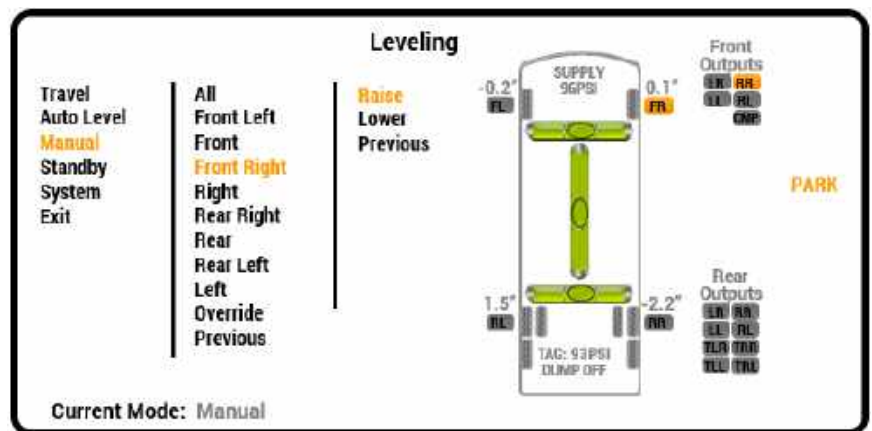 Leveling
Travel
Auto Level
Manual
Standby
System
Exit
All
Front Left
Front
Front Right
Right
Rear Right
Rear
Rear Left
Left
Override
Previous
Raise
Lower
Previous
SUPPLY
96PSI
-0.2"
FL
0.1"
FR
1.5"
RL
-2.2"
RR
TAG: 93PSI
DUMP OFF
Front
Outputs
LR RR
LL RL
CMP
PARK
Rear
Outputs
LR RR
LL RL
TLR TRR
TLL TRL
Current Mode: Manual